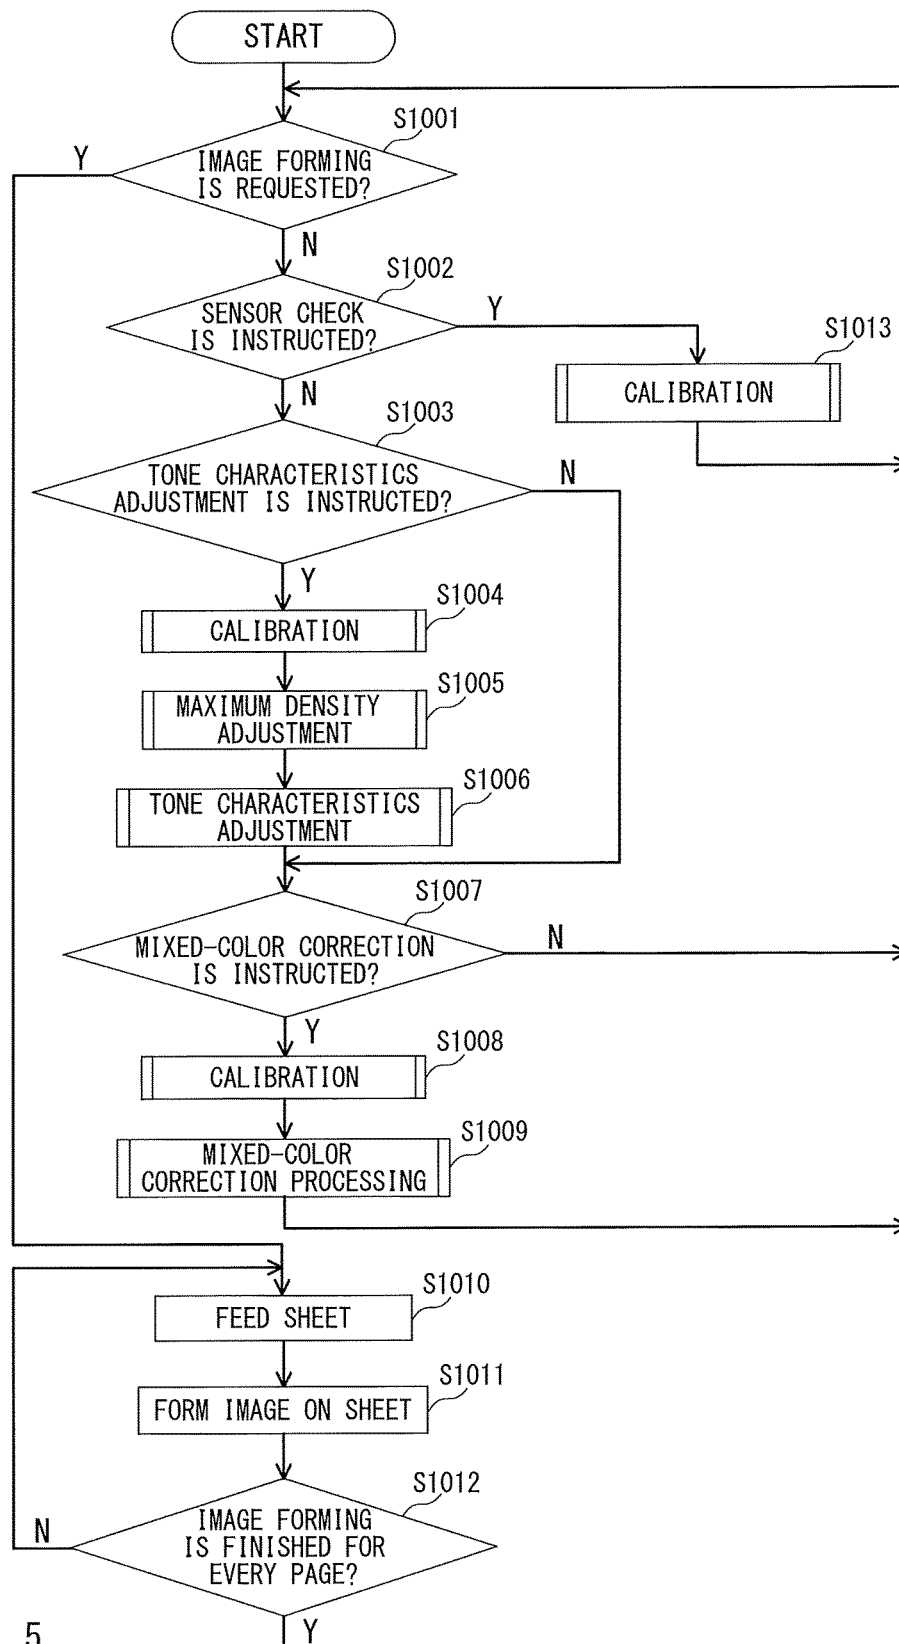 START
S1001
Y
IMAGE FORMING
IS REQUESTED?
N
S1002
SENSOR CHECK
IS INSTRUCTED?
Y
S1013
CALIBRATION
N
S1003
TONE CHARACTERISTICS
ADJUSTMENT IS INSTRUCTED?
N
Y
S1004
CALIBRATION
S1005
MAXIMUM DENSITY
ADJUSTMENT
S1006
TONE CHARACTERISTICS
ADJUSTMENT
S1007
MIXED-COLOR CORRECTION
IS INSTRUCTED?
N
Y
S1008
CALIBRATION
S1009
MIXED-COLOR
CORRECTION PROCESSING
S1010
FEED SHEET
S1011
FORM IMAGE ON SHEET
S1012
IMAGE FORMING
IS FINISHED FOR
EVERY PAGE?
N
Y
5